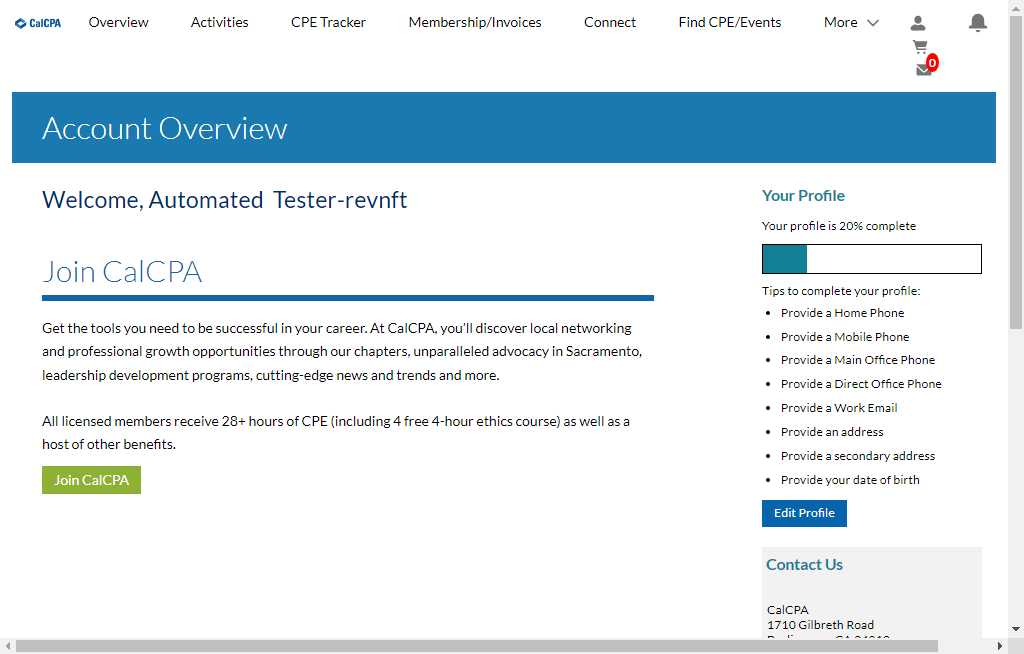 CalCPA
Overview
Activities
CPE Tracker
Membership/Invoices
Connect
Find CPE/Events
More
0
Account Overview
Welcome, Automated Tester-revnft
Join CalCPA
Get the tools you need to be successful in your career. At CalCPA, you'll discover local networking
and professional growth opportunities through our chapters, unparalleled advocacy in Sacramento,
leadership development programs, cutting-edge news and trends and more.
All licensed members receive 28+ hours of CPE (including 4 free 4-hour ethics course) as well as a
host of other benefits.
Join CalCPA
Your Profile
Your profile is 20% complete
Tips to complete your profile:
Provide a Home Phone
Provide a Mobile Phone
Provide a Main Office Phone
Provide a Direct Office Phone
Provide a Work Email
Provide an address
Provide a secondary address
Provide your date of birth
Edit Profile
Contact Us
CalCPA
1710 Gilbreth Road